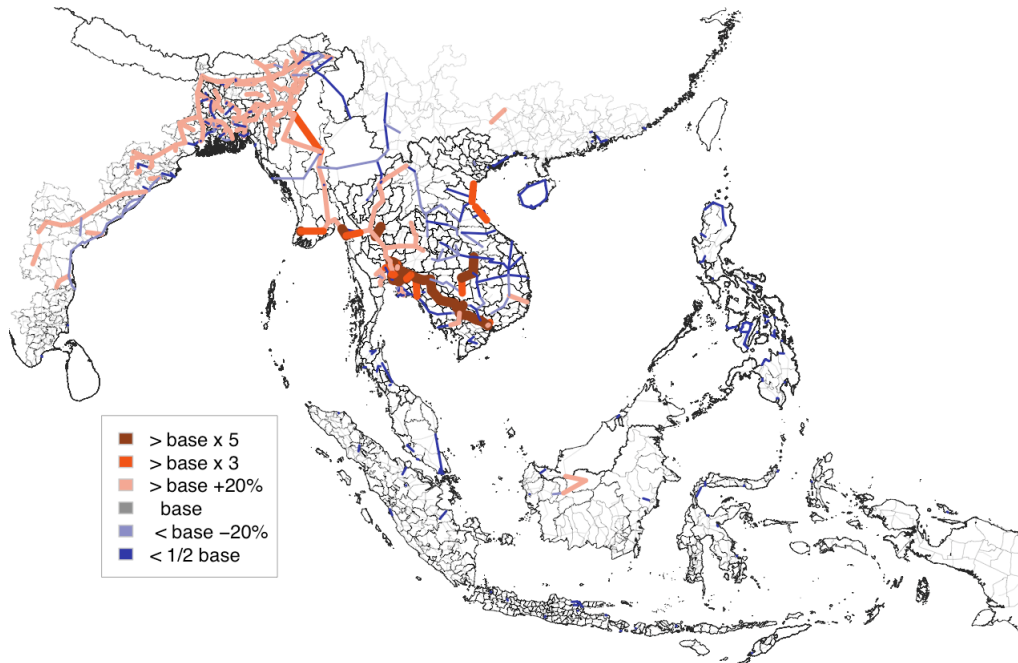 > base x 5
> base x 3
> base +20%
base
< base −20%
< 1/2 base